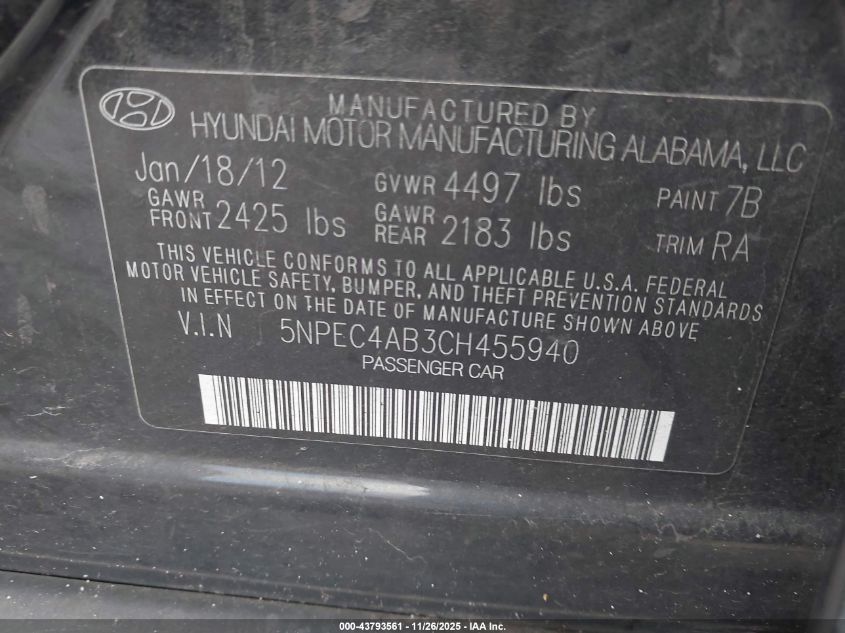 MANUFACTURED BY
HYUNDAI MOTOR MANUFACTURING ALABAMA, LLC
Jan/18/12 GVWR 4497 lbs PAINT 7B
GAWR FRONT 2425 lbs GAWR REAR 2183 lbs TRIM RA
THIS VEHICLE CONFORMS TO ALL APPLICABLE U.S.A. FEDERAL
MOTOR VEHICLE SAFETY, BUMPER, AND THEFT PREVENTION STANDARDS
IN EFFECT ON THE DATE OF MANUFACTURE SHOWN ABOVE
V.I.N 5NPEC4AB3CH455940
PASSENGER CAR
000-43793561 - 11/26/2025 - IAA Inc.